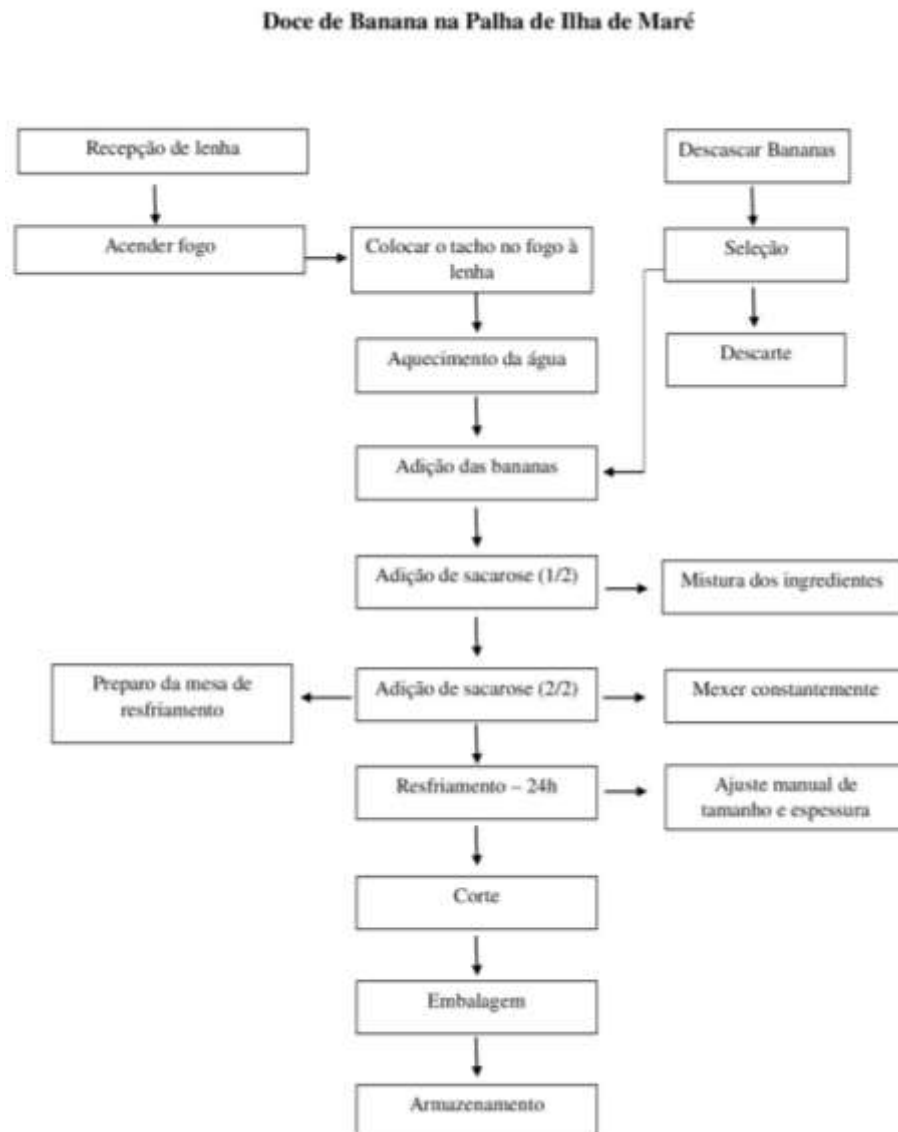 Doce de Banana na Palha de Ilha de Maré
Recepção de lenha
Descascar Bananas
Acender fogo
Colocar o tacho no fogo à
lenha
Seleção
Aquecimento da água
Descarte
Adição das bananas
Adição de sacarose (1/2)
Mistura dos ingredientes
Preparo da mesa de
resfriamento
Adição de sacarose (2/2)
Mexer constantemente
Resfriamento – 24h
Ajuste manual de
tamanho e espessura
Corte
Embalagem
Armazenamento